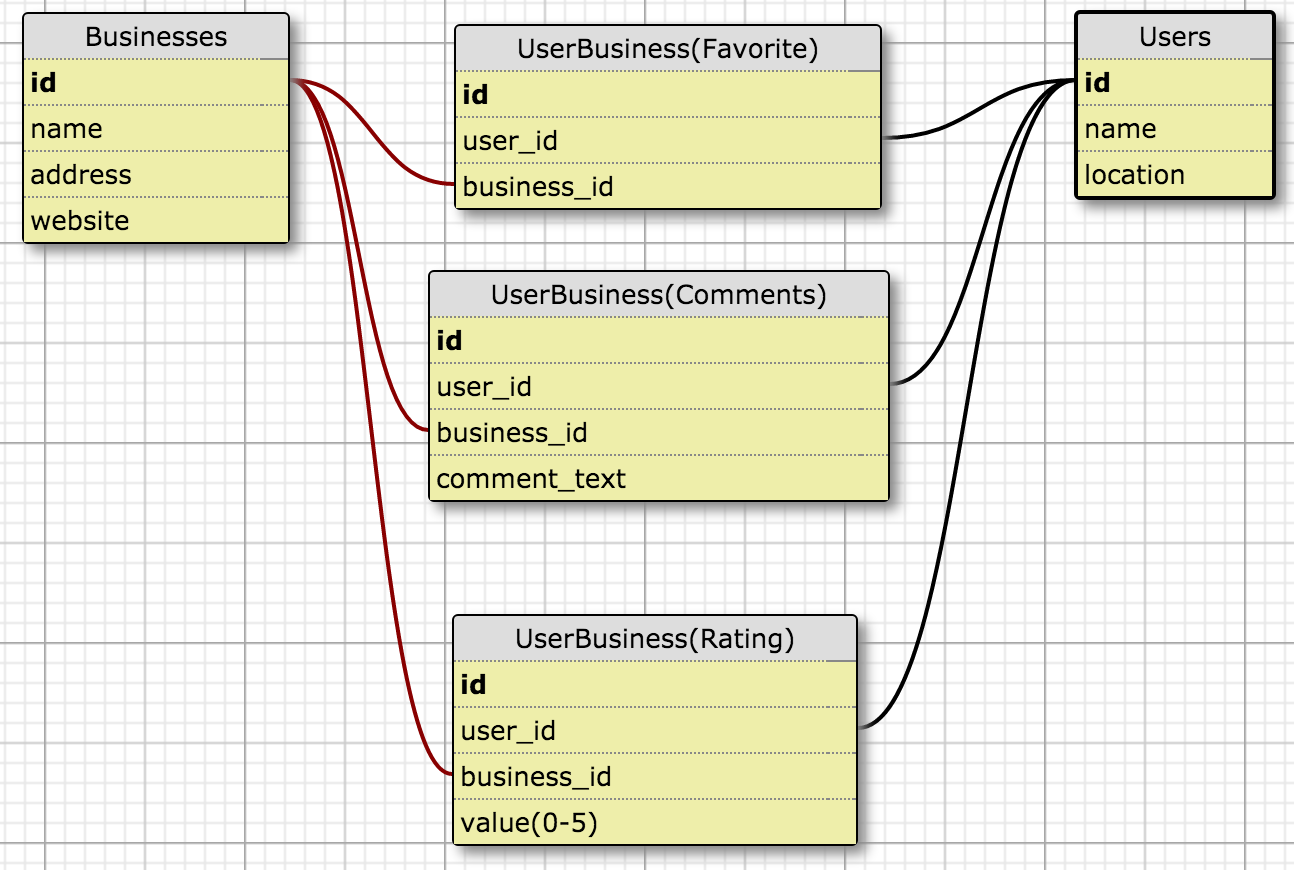 Businesses
id
name
address
website
UserBusiness(Favorite)
id
user_id
business_id
UserBusiness(Comments)
id
user_id
business_id
comment_text
UserBusiness(Rating)
id
user_id
business_id
value(0-5)
Users
id
name
location